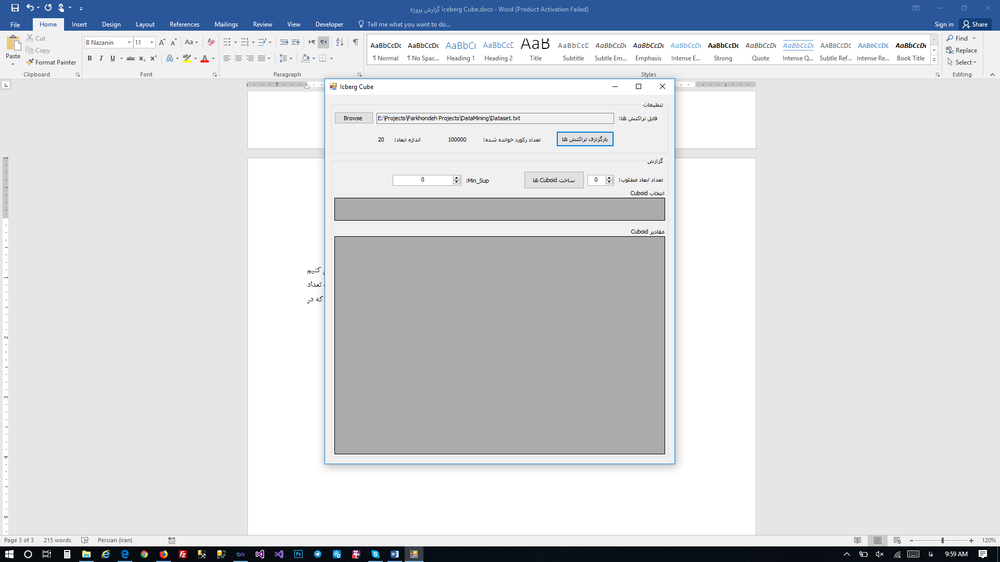 گزارش پروژه Iceberg Cube.docx - Word (Product Activation Failed)
File Home Insert Design Layout References Mailings Review View Developer Tell me what you want to do... Sign in Share
Paste Cut
Copy
Format Painter
Clipboard
B Nazanin 11
Font
Paragraph
AaBbCcDc AaBbCcDc AaBbCc AaBbCcD AaB AaBbCcD AaBbCcDc AaBbCcDc AaBbCcDc AaBbCcDc AaBbCcDc AaBbCcDc AABBCCDD AABBCCDD AaBbCcDc
¶ Normal ¶ No Spac... Heading 1 Heading 2 Title Subtitle Subtle Em... Emphasis Intense E... Strong Quote Intense Q... Subtle Ref... Intense Re... Book Title
Styles
Find
Replace
Select
Editing
Icberg Cube
تنظیمات
فایل تراکنش ها:
E:\Projects\Farkhondeh Projects\DataMining\Dataset.txt
Browse
بارگزاری تراکنش ها
تعداد رکورد خوانده شده: 100000
اندازه ابعاد: 20
گزارش
تعداد ابعاد مطلوب: 0
ساخت Cuboid ها
Min_Sup: 0
انتخاب Cuboid
مقادیر Cuboid
کنیم
تعداد
که در
Page 3 of 3 215 words Persian (Iran) 120%
فا 9:59 AM